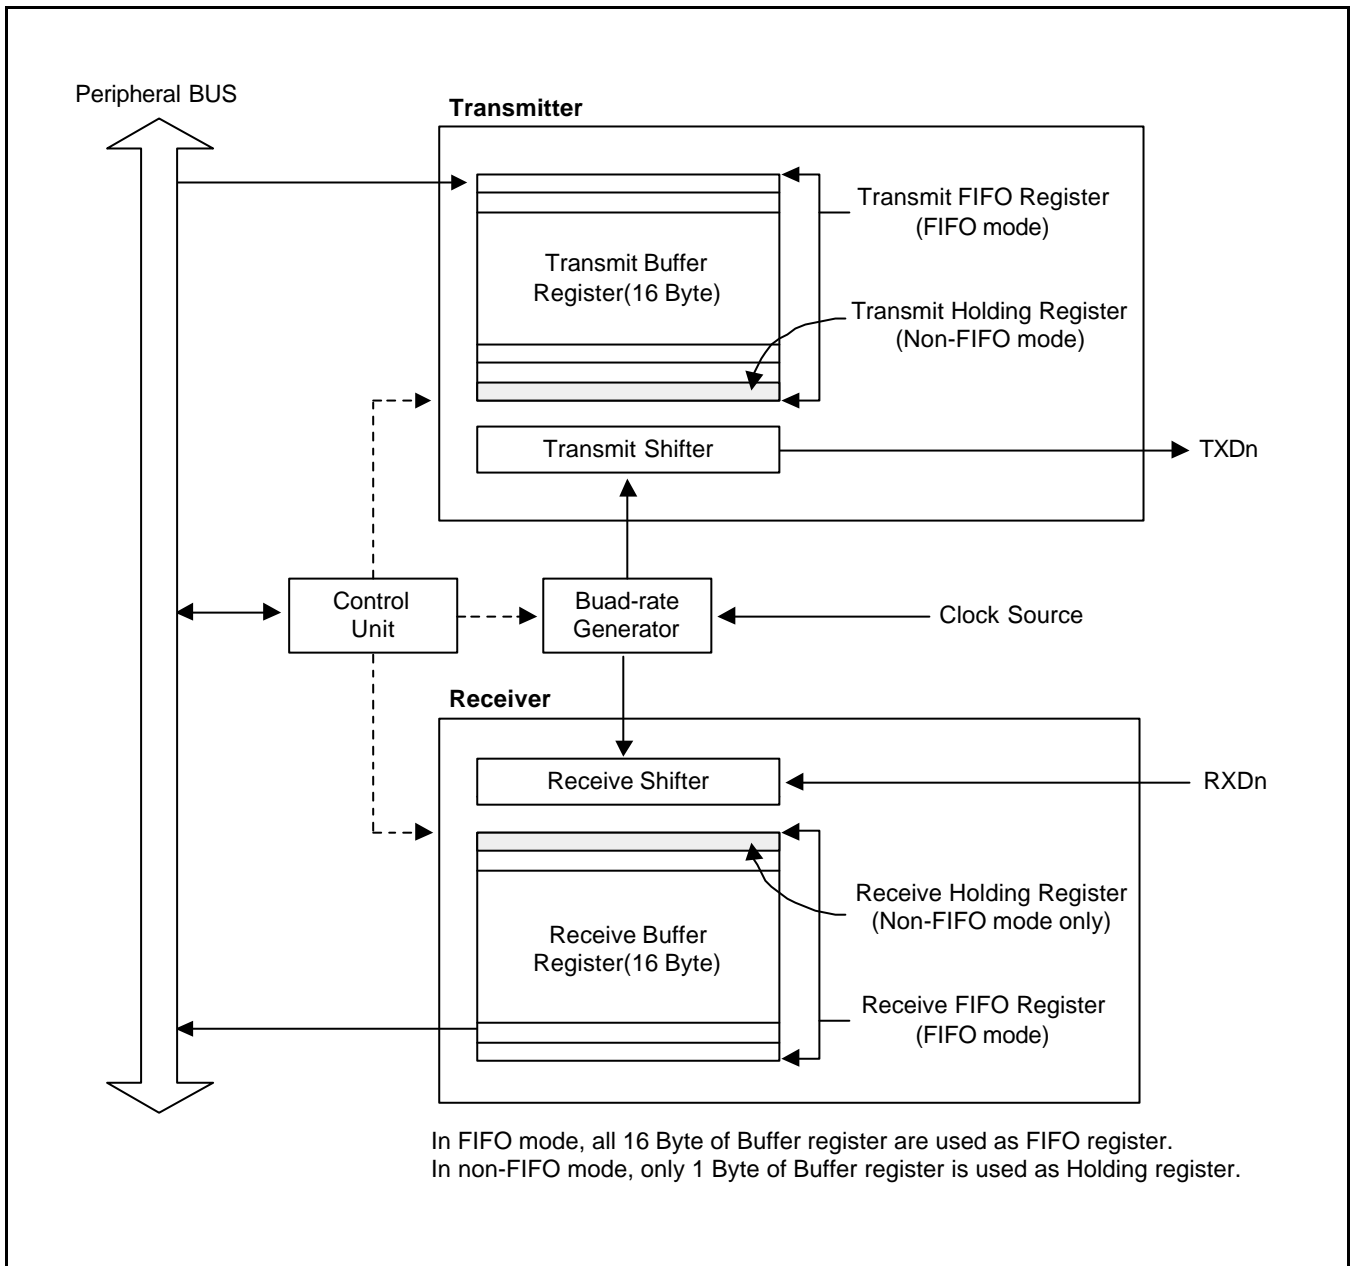 Peripheral BUS
Transmitter
Transmit FIFO Register
(FIFO mode)
Transmit Buffer
Register(16 Byte)
Transmit Holding Register
(Non-FIFO mode)
Transmit Shifter
TXDn
Control
Unit
Buad-rate
Generator
Clock Source
Receiver
Receive Shifter
RXDn
Receive Holding Register
(Non-FIFO mode only)
Receive Buffer
Register(16 Byte)
Receive FIFO Register
(FIFO mode)
In FIFO mode, all 16 Byte of Buffer register are used as FIFO register.
In non-FIFO mode, only 1 Byte of Buffer register is used as Holding register.